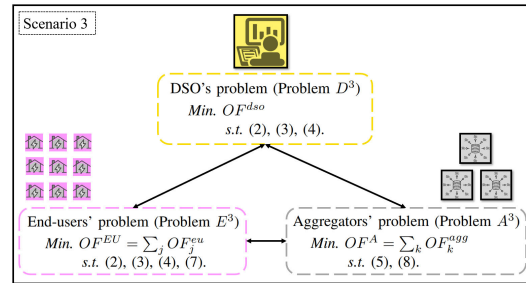 Scenario 3
DSO's problem (Problem D³)
Min. OF^{dso}
s.t. (2), (3), (4).
End-users' problem (Problem E³)
Min. OF^{EU} = ∑_j OF_j^{eu}
s.t. (2), (3), (4), (7).
Aggregators' problem (Problem A³)
Min. OF^A = ∑_k OF_k^{agg}
s.t. (5), (8).